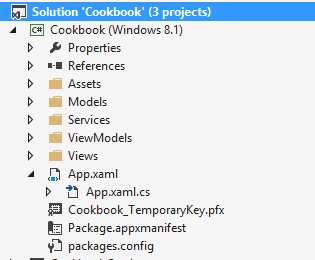 Solution 'Cookbook' (3 projects)
C# Cookbook (Windows 8.1)
Properties
References
Assets
Models
Services
ViewModels
Views
App.xaml
App.xaml.cs
Cookbook_TemporaryKey.pfx
Package.appxmanifest
packages.config